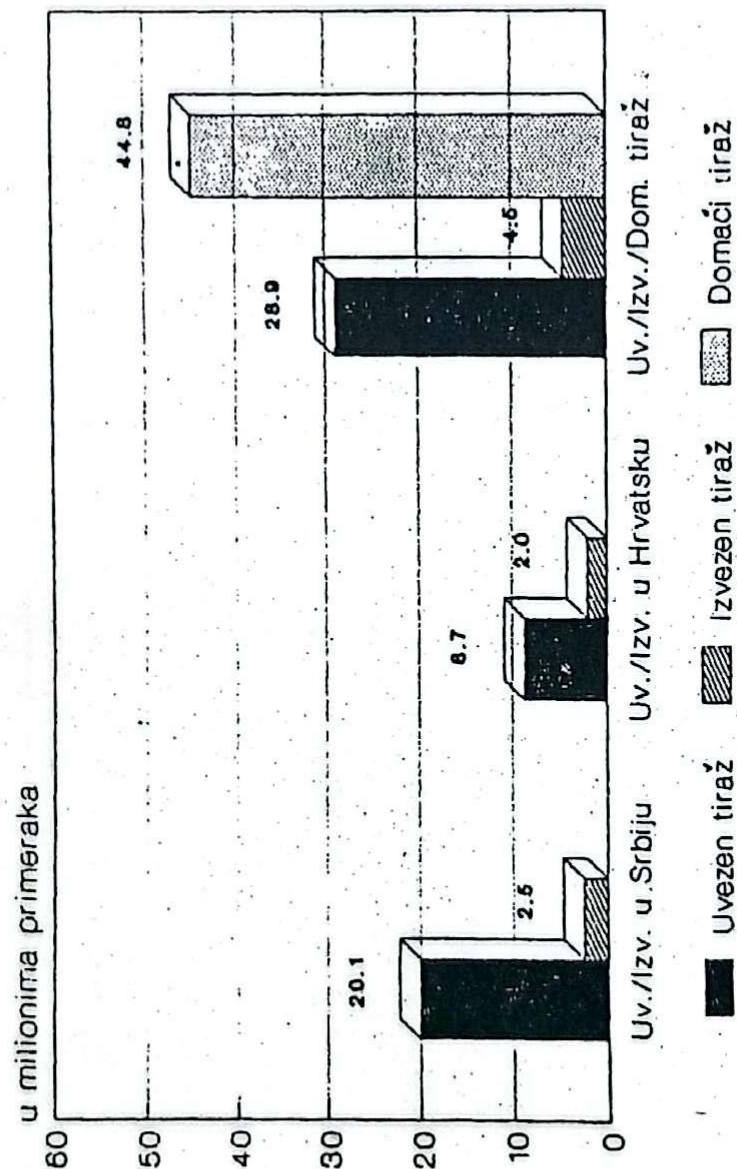 u milionima primeraka
60
50
40
30
20
10
0
20.1
2.5
8.7
2.0
28.9
4.5
44.8
Uv./Izv. u Srbiju
Uv./Izv. u Hrvatsku
Uv./Izv./Dom. tiraž
Uvezen tiraž
Izvezen tiraž
Domaći tiraž